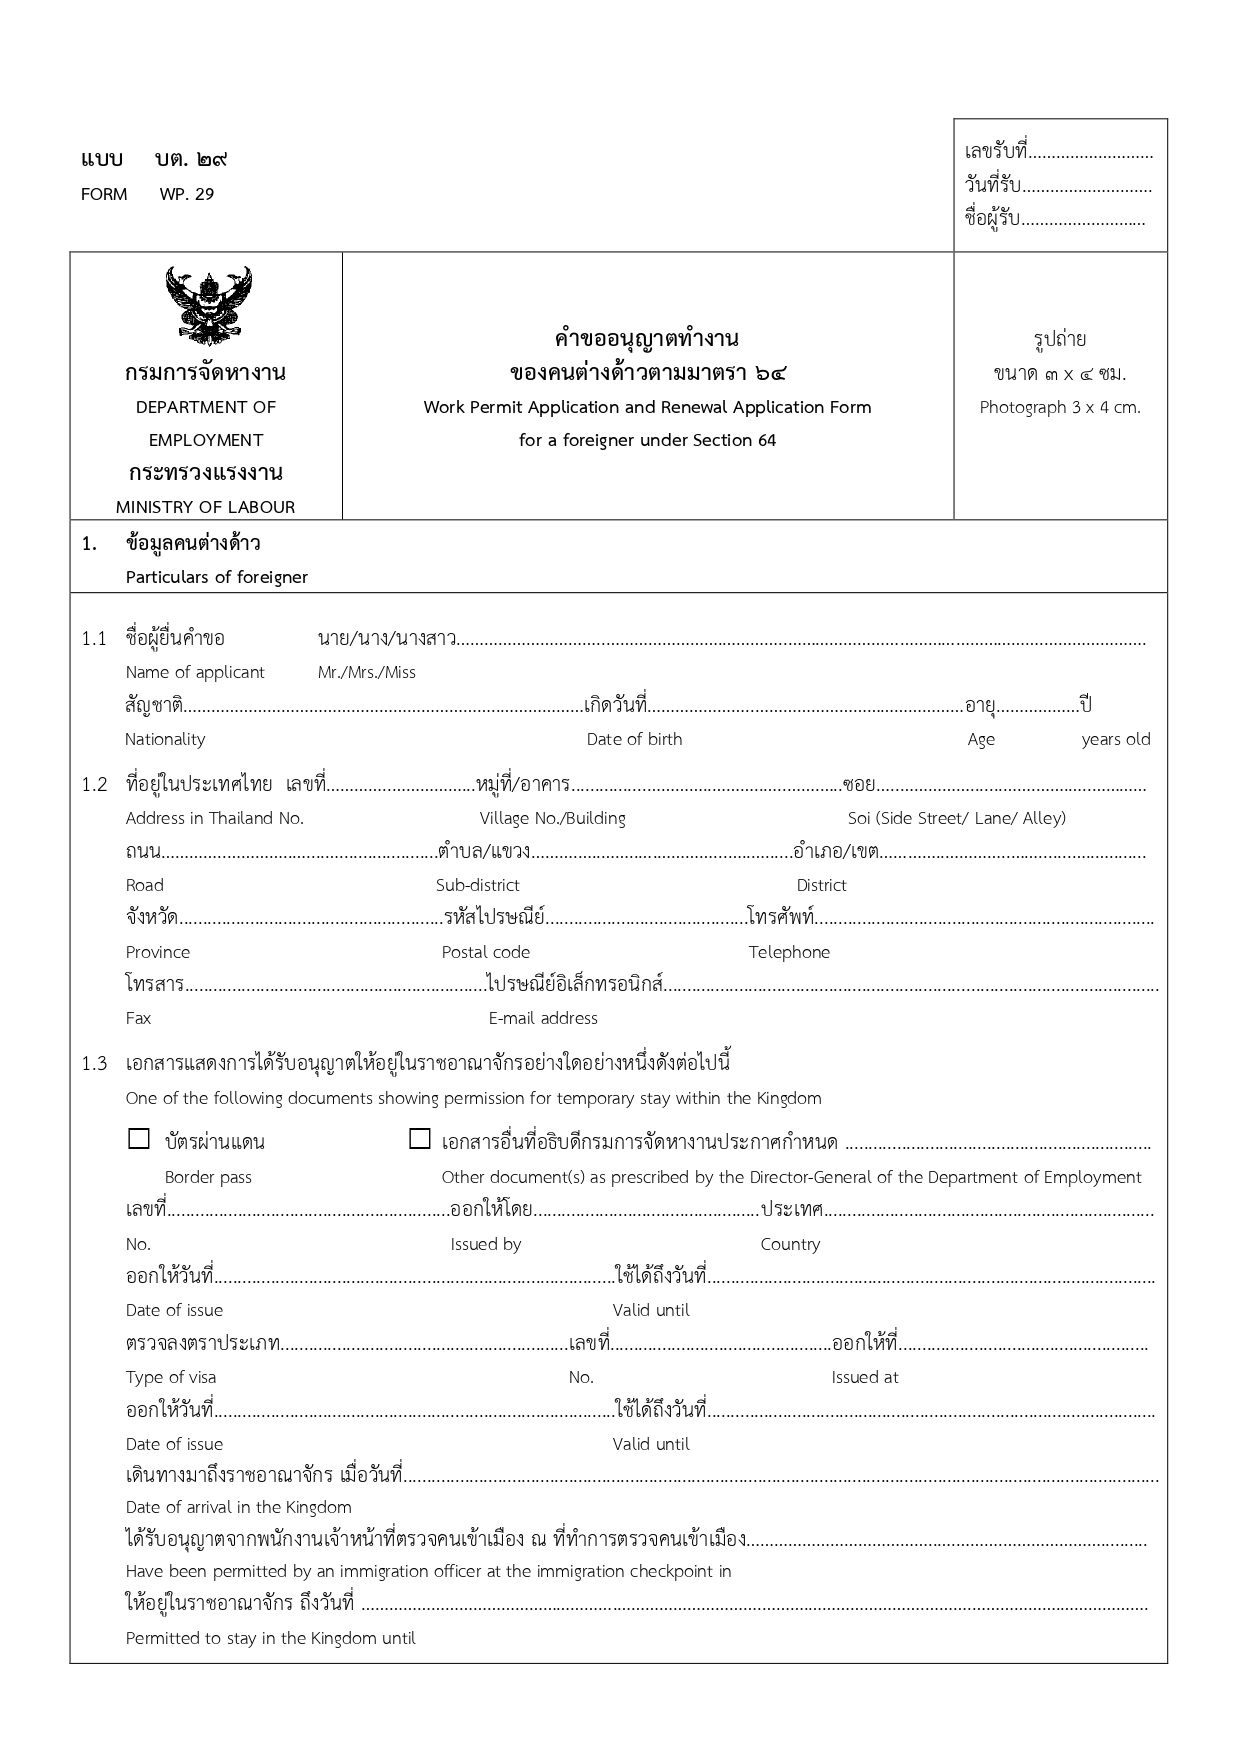 แบบ บต. ๒๙
FORM WP. 29
เลขรับที่...........................
วันที่รับ............................
ชื่อผู้รับ...........................
กรมการจัดหางาน
DEPARTMENT OF
EMPLOYMENT
กระทรวงแรงงาน
MINISTRY OF LABOUR
คำขออนุญาตทำงาน
ของคนต่างด้าวตามมาตรา ๖๔
Work Permit Application and Renewal Application Form
for a foreigner under Section 64
รูปถ่าย
ขนาด ๓ x ๔ ซม.
Photograph 3 x 4 cm.
1. ข้อมูลคนต่างด้าว
Particulars of foreigner
1.1 ชื่อผู้ยื่นคำขอ นาย/นาง/นางสาว....................................................................................
Name of applicant Mr./Mrs./Miss
สัญชาติ..................................................เกิดวันที่........................................อายุ..................ปี
Nationality Date of birth Age years old
1.2 ที่อยู่ในประเทศไทย เลขที่................................หมู่ที่/อาคาร........................................ซอย........................................
Address in Thailand No. Village No./Building Soi (Side Street/ Lane/ Alley)
ถนน........................................ตำบล/แขวง........................................อำเภอ/เขต........................................
Road Sub-district District
จังหวัด........................................รหัสไปรษณีย์........................................โทรศัพท์........................................
Province Postal code Telephone
โทรสาร........................................ไปรษณีย์อิเล็กทรอนิกส์............................................................
Fax E-mail address
1.3 เอกสารแสดงการได้รับอนุญาตให้อยู่ในราชอาณาจักรอย่างใดอย่างหนึ่งดังต่อไปนี้
One of the following documents showing permission for temporary stay within the Kingdom
☐ บัตรผ่านแดน ☐ เอกสารอื่นที่อธิบดีกรมการจัดหางานประกาศกำหนด ........................................
Border pass Other document(s) as prescribed by the Director-General of the Department of Employment
เลขที่........................................ออกให้โดย........................................ประเทศ........................................
No. Issued by Country
ออกให้วันที่........................................ใช้ได้ถึงวันที่........................................
Date of issue Valid until
ตรวจลงตราประเภท........................................เลขที่........................................ออกให้ที่........................................
Type of visa No. Issued at
ออกให้วันที่........................................ใช้ได้ถึงวันที่........................................
Date of issue Valid until
เดินทางมาถึงราชอาณาจักร เมื่อวันที่............................................................
Date of arrival in the Kingdom
ได้รับอนุญาตจากพนักงานเจ้าหน้าที่ตรวจคนเข้าเมือง ณ ที่ทำการตรวจคนเข้าเมือง........................................
Have been permitted by an immigration officer at the immigration checkpoint in
ให้อยู่ในราชอาณาจักร ถึงวันที่ ............................................................
Permitted to stay in the Kingdom until